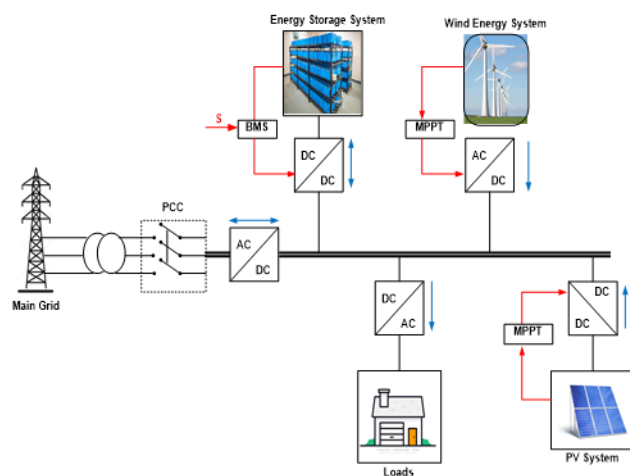 Energy Storage System
Wind Energy System
S
BMS
MPPT
DC
DC
AC
DC
PCC
AC
DC
Main Grid
DC
AC
MPPT
DC
DC
Loads
PV System